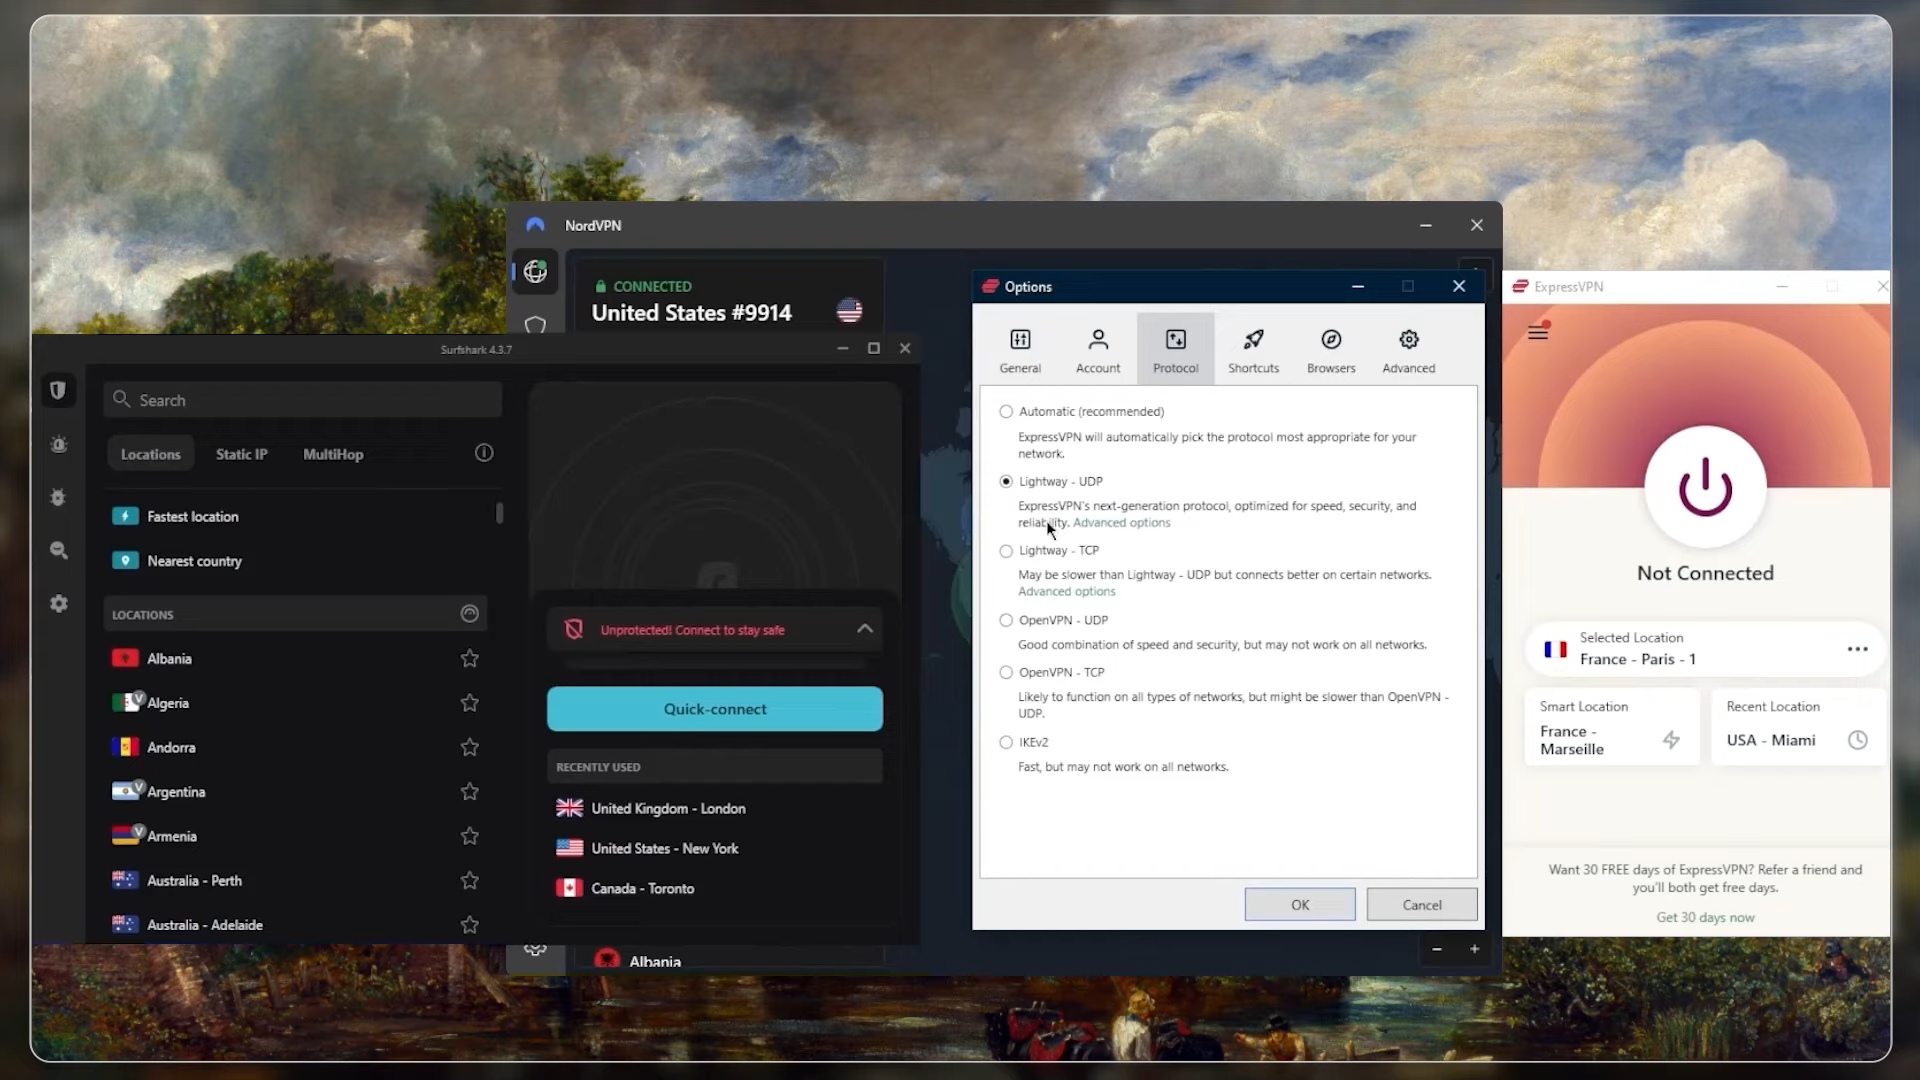 NordVPN
CONNECTED
United States #9914
Surfshark 4.3.7
Search
Locations
Static IP
MultiHop
Fastest location
Nearest country
LOCATIONS
Albania
Algeria
Andorra
Argentina
Armenia
Australia - Perth
Australia - Adelaide
Unprotected! Connect to stay safe
Quick-connect
RECENTLY USED
United Kingdom - London
United States - New York
Canada - Toronto
Albania
Options
General
Account
Protocol
Shortcuts
Browsers
Advanced
Automatic (recommended)
ExpressVPN will automatically pick the protocol most appropriate for your
network.
Lightway - UDP
ExpressVPN's next-generation protocol, optimized for speed, security, and
reliability. Advanced options
Lightway - TCP
May be slower than Lightway - UDP but connects better on certain networks.
Advanced options
OpenVPN - UDP
Good combination of speed and security, but may not work on all networks.
OpenVPN - TCP
Likely to function on all types of networks, but might be slower than OpenVPN -
UDP.
IKEv2
Fast, but may not work on all networks.
OK
Cancel
ExpressVPN
Not Connected
Selected Location
France - Paris - 1
Smart Location
France -
Marseille
Recent Location
USA - Miami
Want 30 FREE days of ExpressVPN? Refer a friend and
you'll both get free days.
Get 30 days now